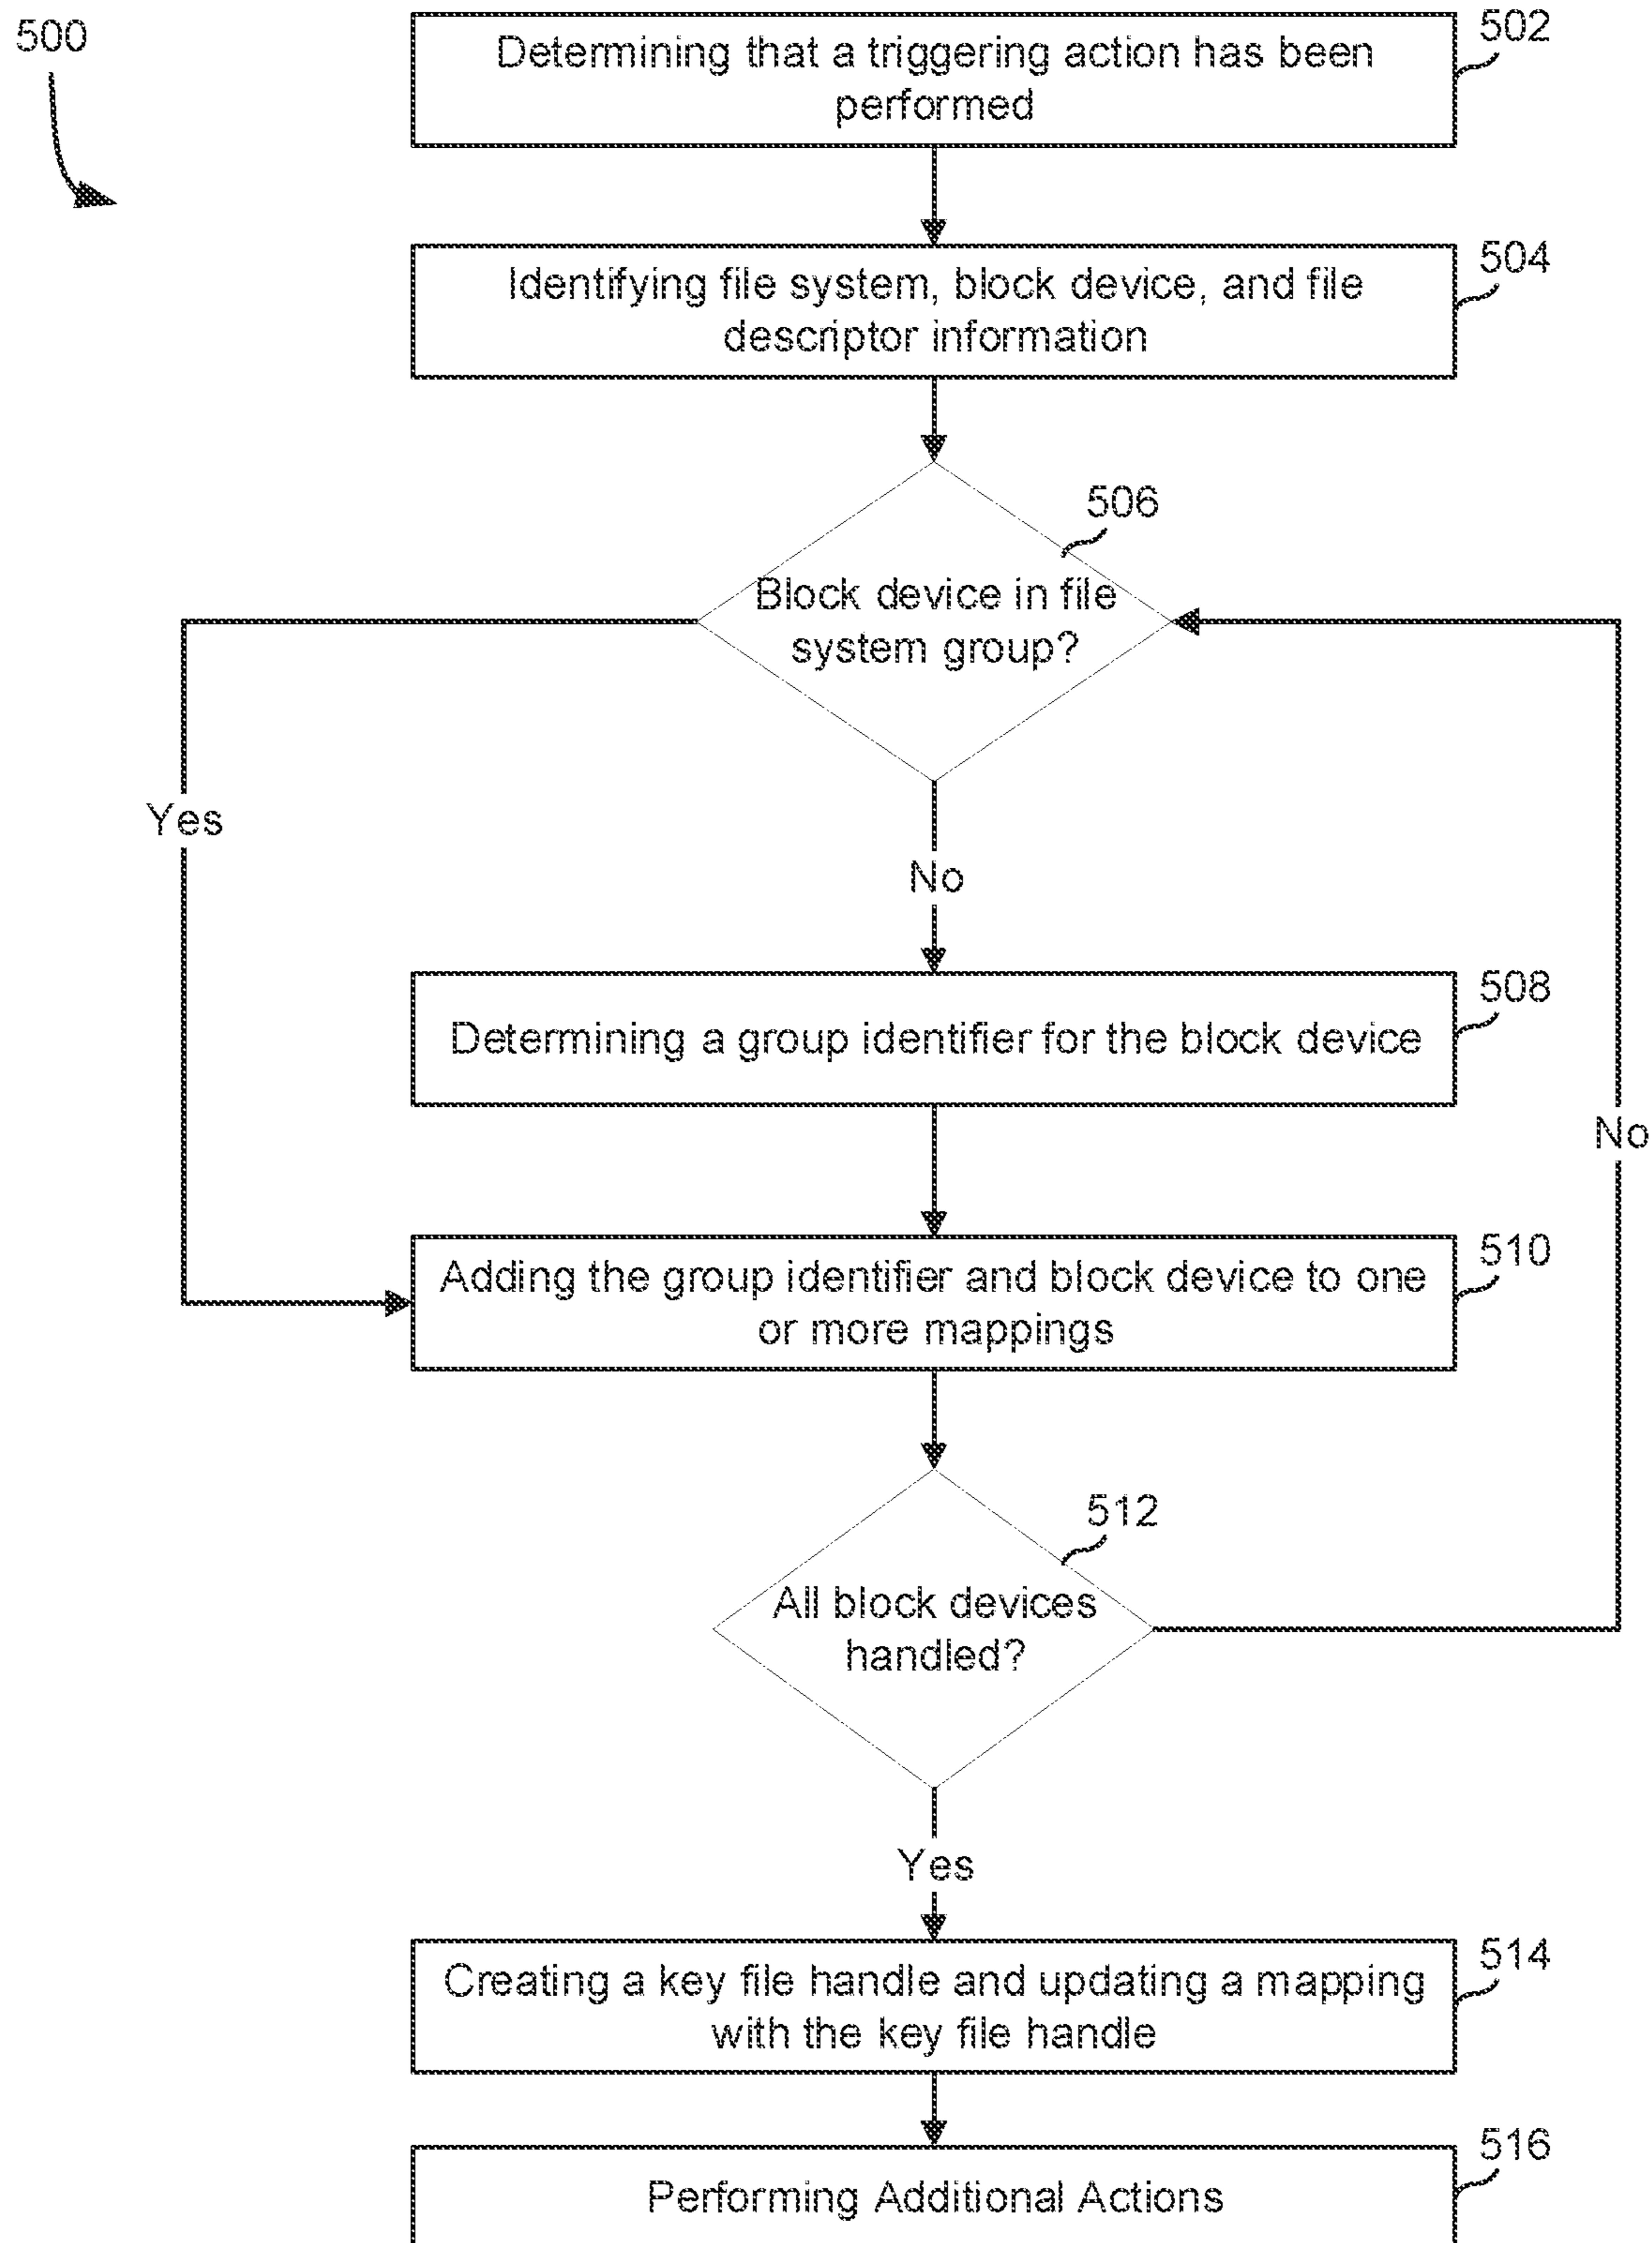 500
502
Determining that a triggering action has been
performed
504
Identifying file system, block device, and file
descriptor information
506
Block device in file
system group?
Yes
No
508
Determining a group identifier for the block device
No
510
Adding the group identifier and block device to one
or more mappings
512
All block devices
handled?
Yes
514
Creating a key file handle and updating a mapping
with the key file handle
516
Performing Additional Actions